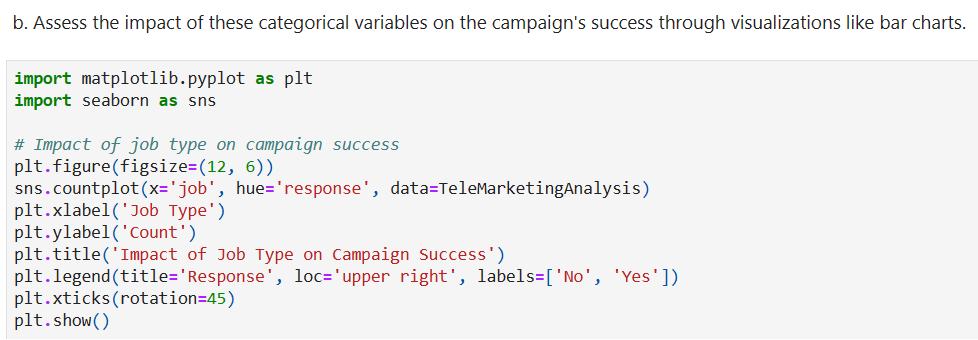 b. Assess the impact of these categorical variables on the campaign's success through visualizations like bar charts.
import matplotlib.pyplot as plt
import seaborn as sns
# Impact of job type on campaign success
plt.figure(figsize=(12, 6))
sns.countplot(x='job', hue='response', data=TeleMarketingAnalysis)
plt.xlabel('Job Type')
plt.ylabel('Count')
plt.title('Impact of Job Type on Campaign Success')
plt.legend(title='Response', loc='upper right', labels=['No', 'Yes'])
plt.xticks(rotation=45)
plt.show()